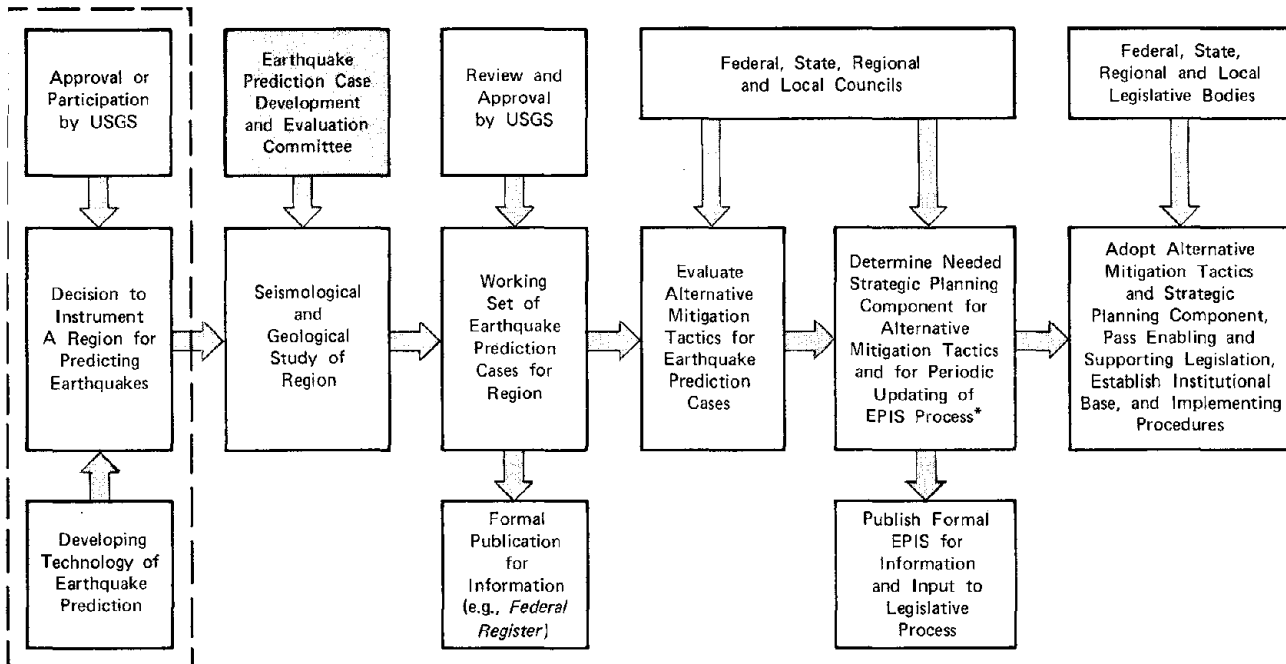 Approval or
Participation
by USGS
Earthquake
Prediction Case
Development
and Evaluation
Committee
Review and
Approval
by USGS
Federal, State, Regional
and Local Councils
Federal, State,
Regional and Local
Legislative Bodies
Decision to
Instrument
A Region for
Predicting
Earthquakes
Seismological
and
Geological
Study of
Region
Working
Set of
Earthquake
Prediction
Cases for
Region
Evaluate
Alternative
Mitigation
Tactics for
Earthquake
Prediction
Cases
Determine Needed
Strategic Planning
Component for
Alternative
Mitigation Tactics
and for Periodic
Updating of
EPIS Process*
Adopt Alternative
Mitigation Tactics
and Strategic
Planning Component,
Pass Enabling and
Supporting Legislation,
Establish Institutional
Base, and Implementing
Procedures
Developing
Technology of
Earthquake
Prediction
Formal
Publication
for
Information
(e.g., Federal
Register)
Publish Formal
EPIS for
Information
and Input to
Legislative
Process